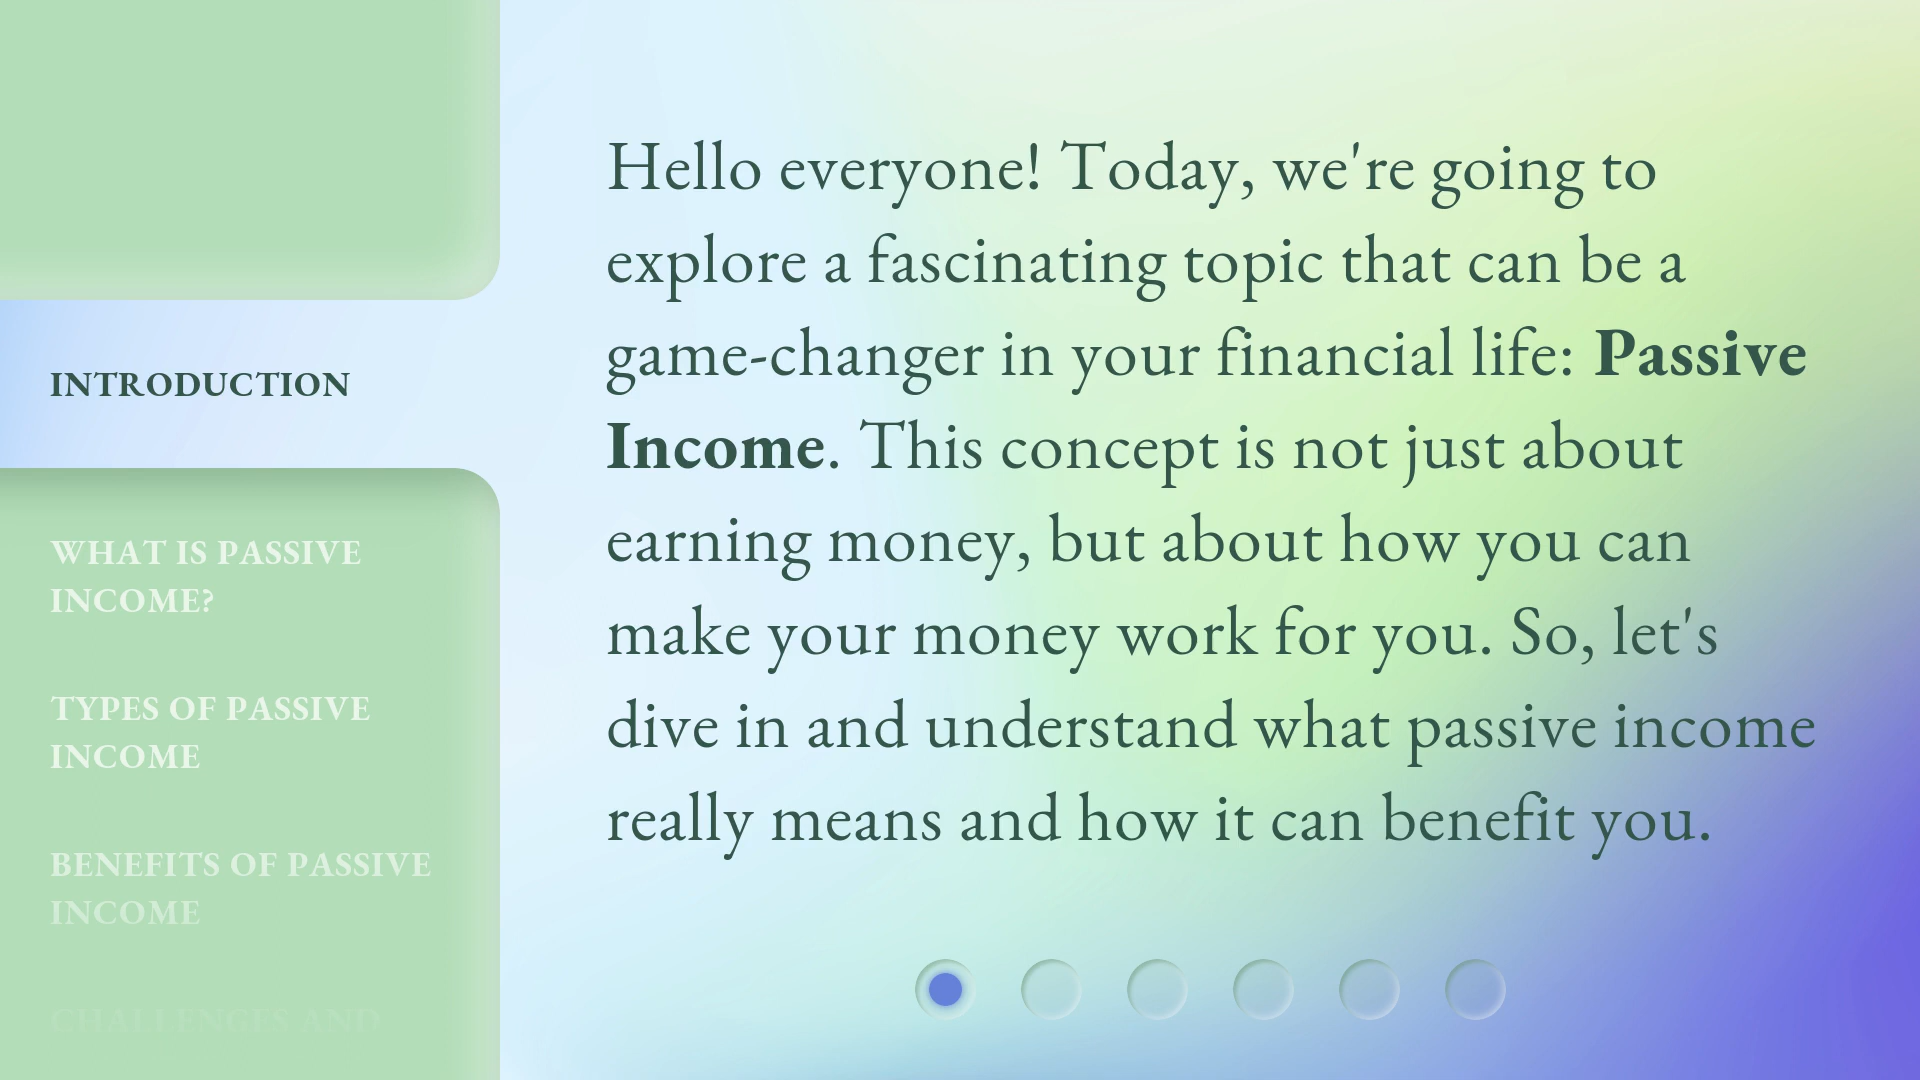 INTRODUCTION
WHAT IS PASSIVE
INCOME?
TYPES OF PASSIVE
INCOME
BENEFITS OF PASSIVE
INCOME
CHALLENGES AND
Hello everyone! Today, we're going to
explore a fascinating topic that can be a
game-changer in your financial life: Passive
Income. This concept is not just about
earning money, but about how you can
make your money work for you. So, let's
dive in and understand what passive income
really means and how it can benefit you.